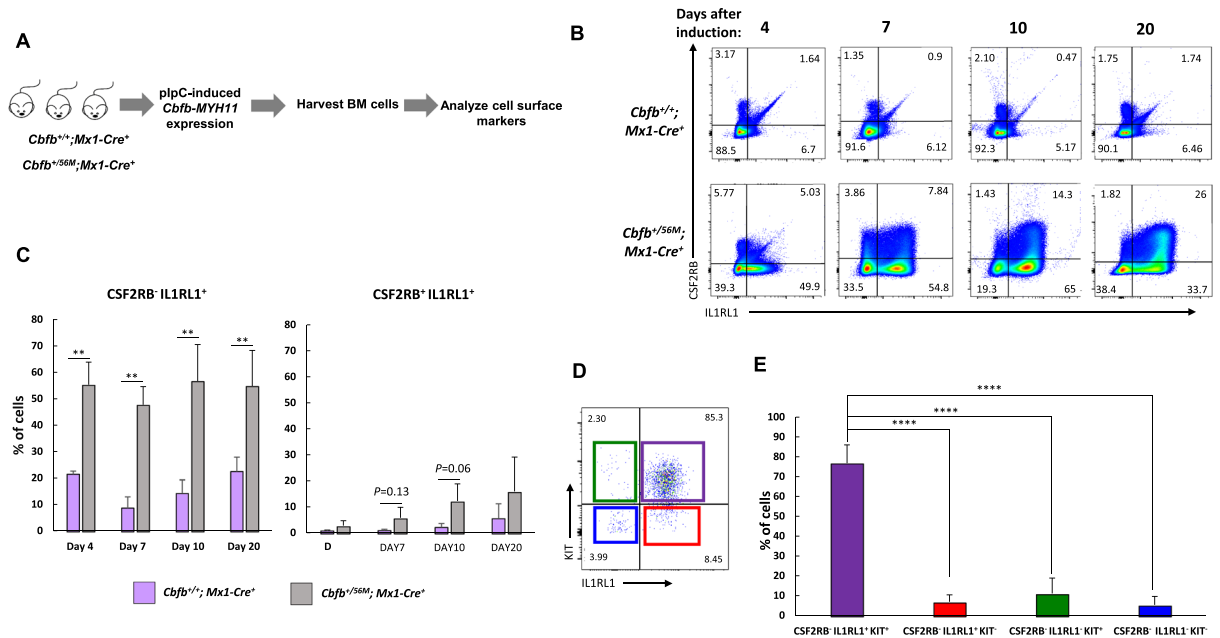 A
pIpC-induced
Cbfb-MYH11
expression
Harvest BM cells
Analyze cell surface
markers
Cbfb+/+;Mx1-Cre+
Cbfb+/56M;Mx1-Cre+
B
Days after
induction:
4
7
10
20
Cbfb+/+;
Mx1-Cre+
3.17
1.64
88.5
6.7
1.35
0.9
91.6
6.12
2.10
0.47
92.3
5.17
1.75
1.74
90.1
6.46
Cbfb+/56M;
Mx1-Cre+
5.77
5.03
39.3
49.9
3.86
7.84
33.5
54.8
1.43
14.3
19.3
65
1.82
26
38.4
33.7
CSF2RB
IL1RL1
C
CSF2RB- IL1RL1+
% of cells
80
70
60
50
40
30
20
10
0
**
**
**
**
Day 4
Day 7
Day 10
Day 20
CSF2RB+ IL1RL1+
80
70
60
50
40
30
20
10
0
P=0.13
P=0.06
D
DAY7
DAY10
DAY20
Cbfb+/+; Mx1-Cre+
Cbfb+/56M; Mx1-Cre+
D
2.30
85.3
3.99
8.45
KIT
IL1RL1
E
% of cells
100
90
80
70
60
50
40
30
20
10
0
****
****
****
CSF2RB- IL1RL1+ KIT+
CSF2RB- IL1RL1+ KIT-
CSF2RB- IL1RL1- KIT+
CSF2RB- IL1RL1- KIT-